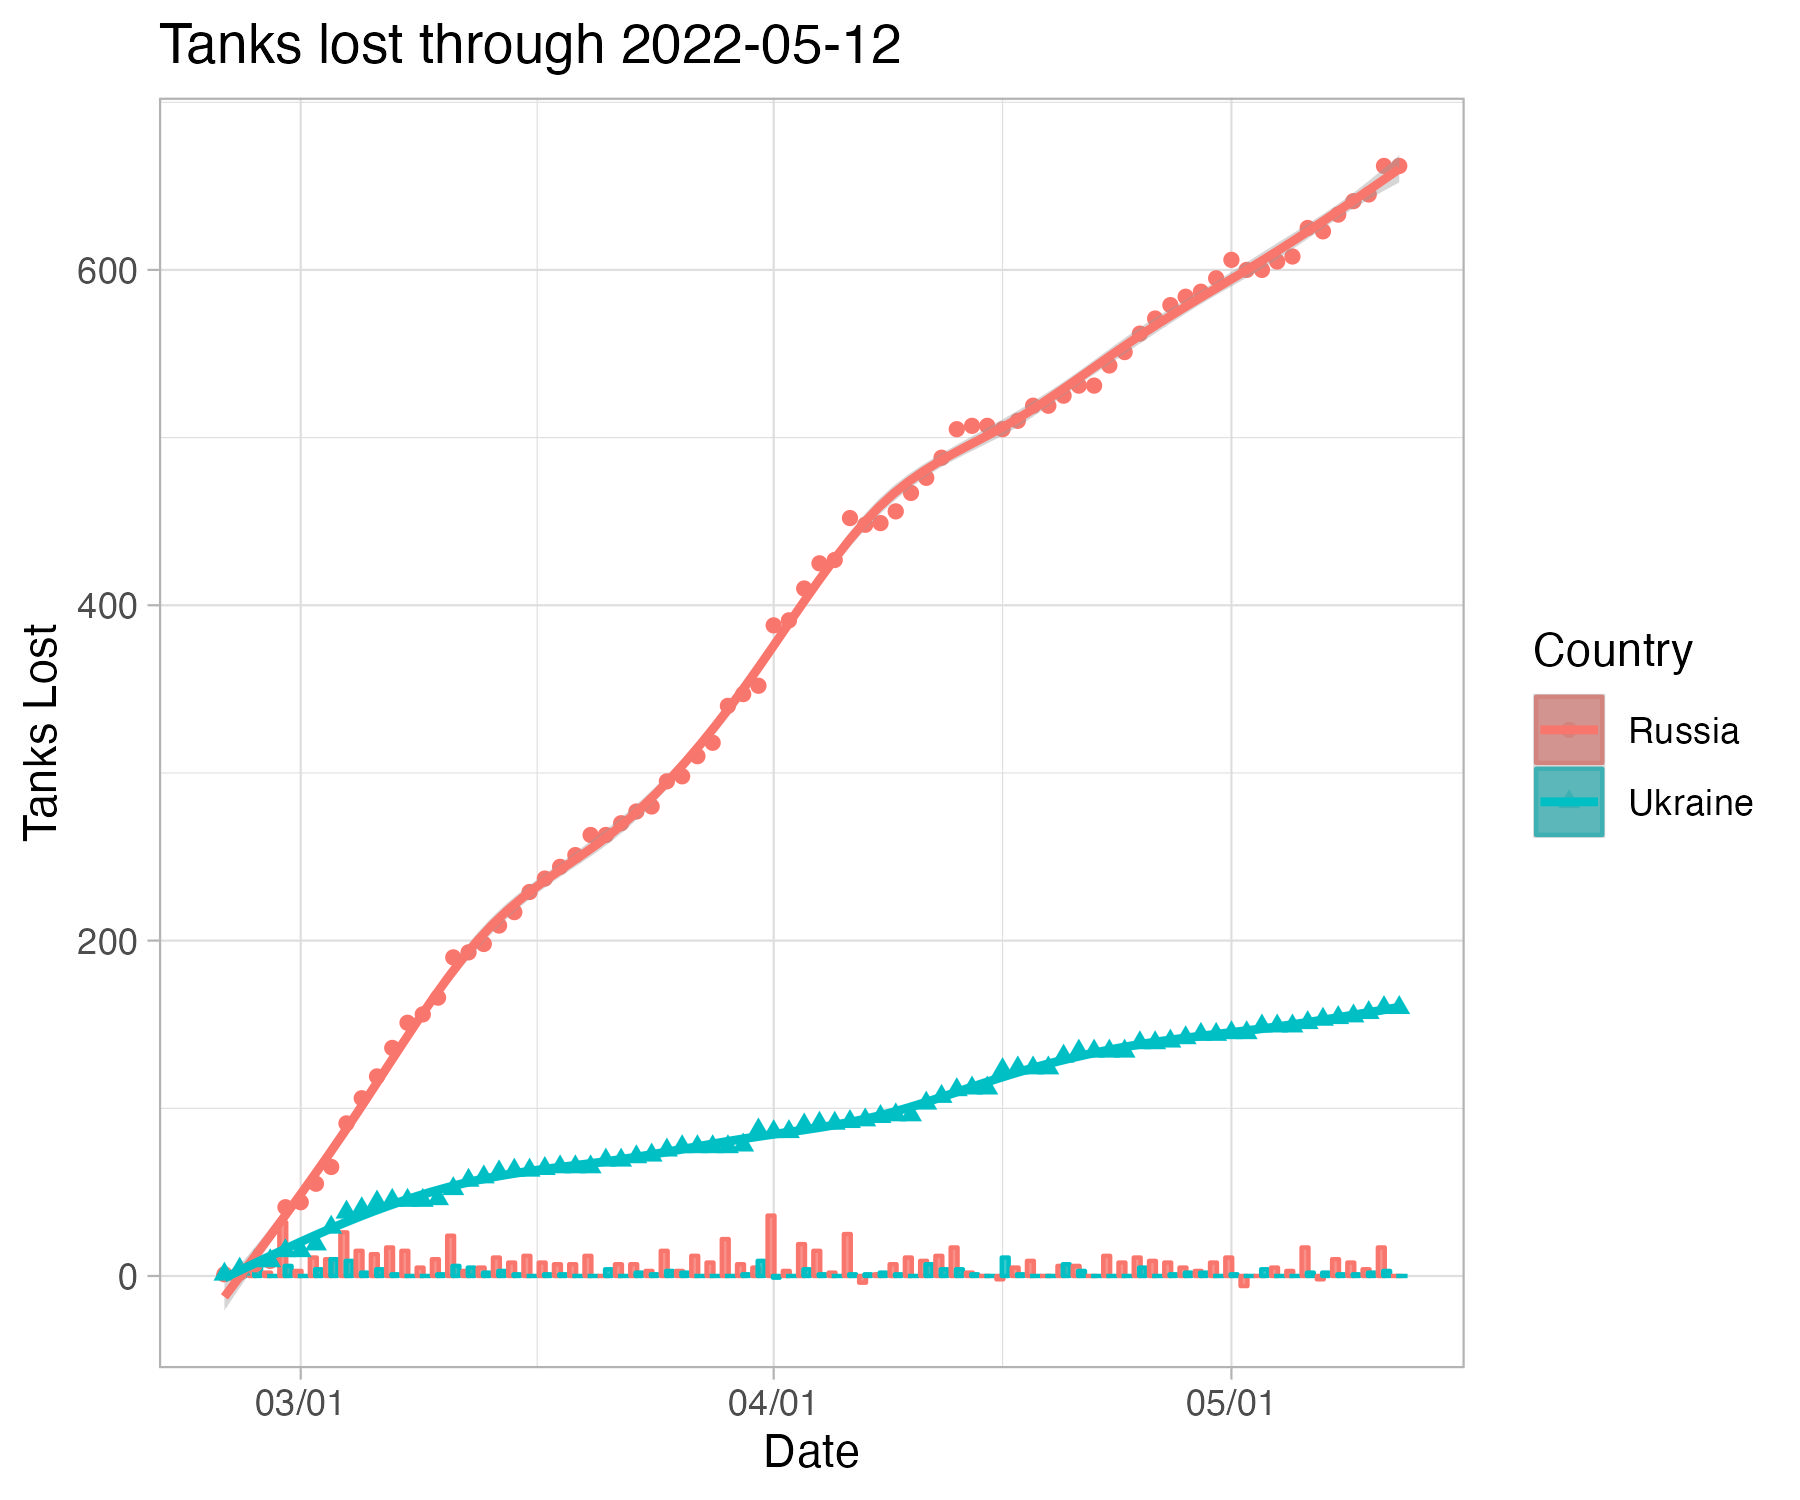 Tanks lost through 2022-05-12
Tanks Lost
600
400
200
0
03/01
04/01
05/01
Date
Country
Russia
Ukraine